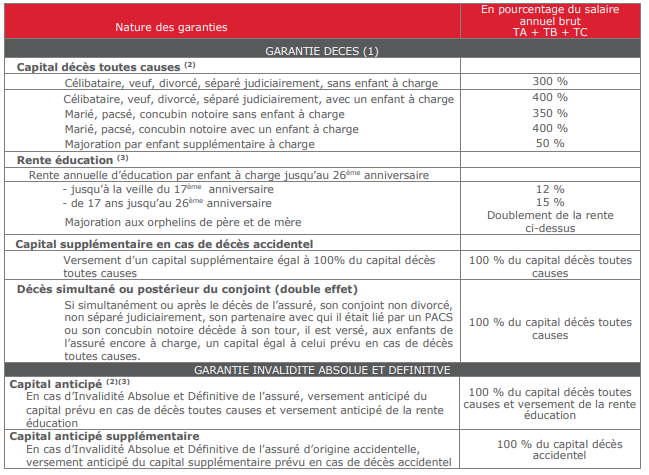 Nature des garanties
En pourcentage du salaire
annuel brut
TA + TB + TC
GARANTIE DECES (1)
Capital décès toutes causes (2)
Célibataire, veuf, divorcé, séparé judiciairement, sans enfant à charge
300 %
Célibataire, veuf, divorcé, séparé judiciairement, avec un enfant à charge
400 %
Marié, pacsé, concubin notoire sans enfant à charge
350 %
Marié, pacsé, concubin notoire avec un enfant à charge
400 %
Majoration par enfant supplémentaire à charge
50 %
Rente éducation (3)
Rente annuelle d'éducation par enfant à charge jusqu'au 26ème anniversaire
- jusqu'à la veille du 17ème anniversaire
12 %
- de 17 ans jusqu'au 26ème anniversaire
15 %
Majoration aux orphelins de père et de mère
Doublement de la rente
ci-dessus
Capital supplémentaire en cas de décès accidentel
Versement d'un capital supplémentaire égal à 100% du capital décès
toutes causes
100 % du capital décès toutes
causes
Décès simultané ou postérieur du conjoint (double effet)
Si simultanément ou après le décès de l'assuré, son conjoint non divorcé,
non séparé judiciairement, son partenaire avec qui il était lié par un PACS
ou son concubin notoire décède à son tour, il est versé, aux enfants de
l'assuré encore à charge, un capital égal à celui prévu en cas de décès
toutes causes.
100 % du capital décès toutes
causes
GARANTIE INVALIDITE ABSOLUE ET DEFINITIVE
Capital anticipé (2)(3)
En cas d'Invalidité Absolue et Définitive de l'assuré, versement anticipé du
capital prévu en cas de décès toutes causes et versement anticipé de la rente
éducation
100 % du capital décès toutes
causes et versement de la rente
éducation
Capital anticipé supplémentaire
En cas d'Invalidité Absolue et Définitive de l'assuré d'origine accidentelle,
versement anticipé du capital supplémentaire prévu en cas de décès accidentel
100 % du capital décès
accidentel